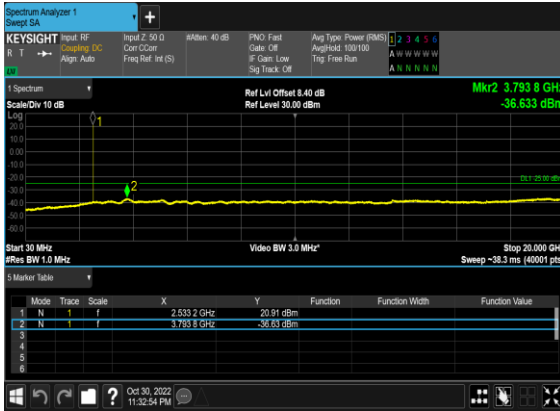 Spectrum Analyzer 1
Swept SA
+
KEYSIGHT Input: RF Input Z: 50 Ω #Atten: 40 dB PNO: Fast Avg Type: Power (RMS) 1 2 3 4 5 6
R T Coupling: DC Corr CCorr Gate: Off Avg|Hold: 100/100 A W W W W W
Align: Auto Freq Ref: Int (S) IF Gain: Low Trig: Free Run
LXI Sig Track: Off A N N N N N
1 Spectrum Ref Lvl Offset 8.40 dB Mkr2 3.793 8 GHz
Scale/Div 10 dB Ref Level 30.00 dBm -36.633 dBm
Log
1
20.0
10.0
0.00
-10.0
-20.0
DL1 -25.00 dBm
-30.0
2
-40.0
-50.0
-60.0
Start 30 MHz Video BW 3.0 MHz* Stop 20.000 GHz
#Res BW 1.0 MHz Sweep ~38.3 ms (40001 pts)
5 Marker Table
Mode Trace Scale X Y Function Function Width Function Value
1 N 1 f 2.533 2 GHz 20.91 dBm
2 N 1 f 3.793 8 GHz -36.63 dBm
3
4
5
6
? Oct 30, 2022
11:32:54 PM